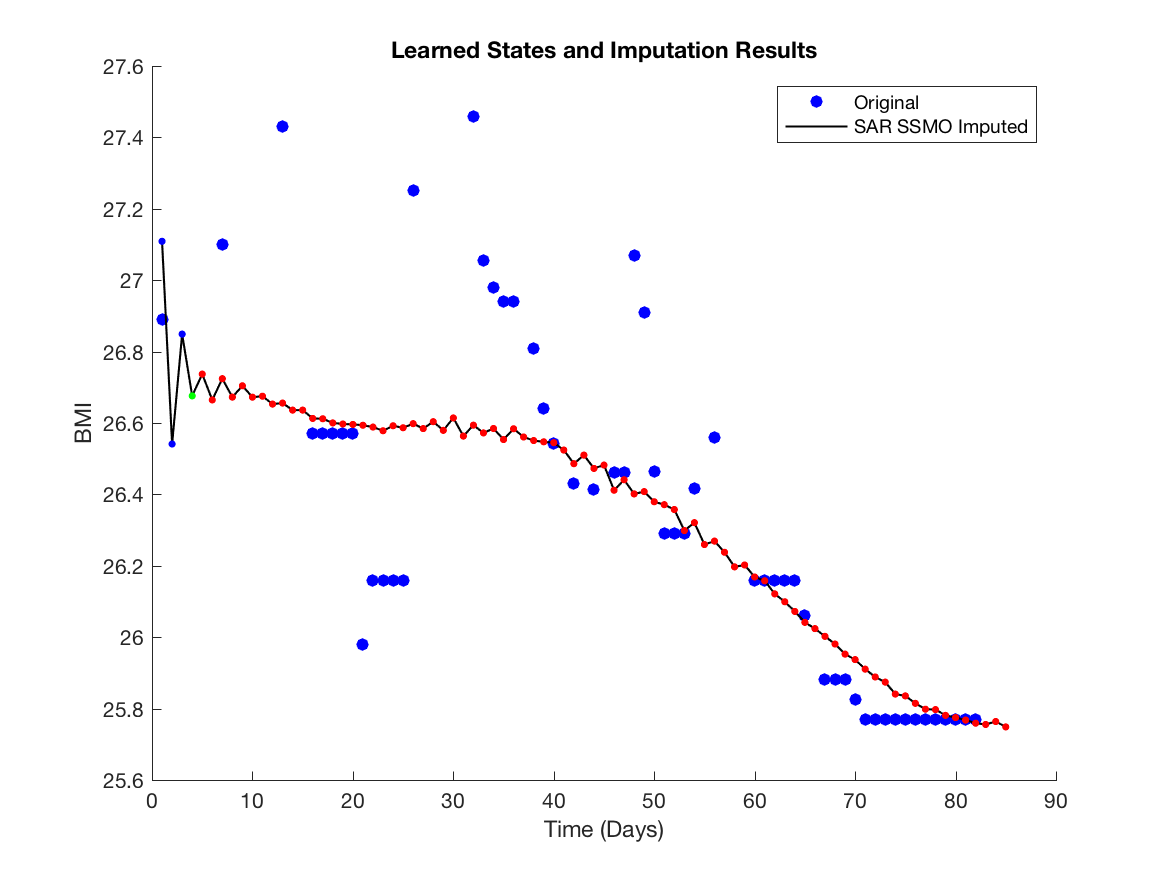 Learned States and Imputation Results
Original
SAR SSMO Imputed
27.6
27.4
27.2
27
26.8
26.6
26.4
26.2
26
25.8
25.6
BMI
0 10 20 30 40 50 60 70 80 90
Time (Days)